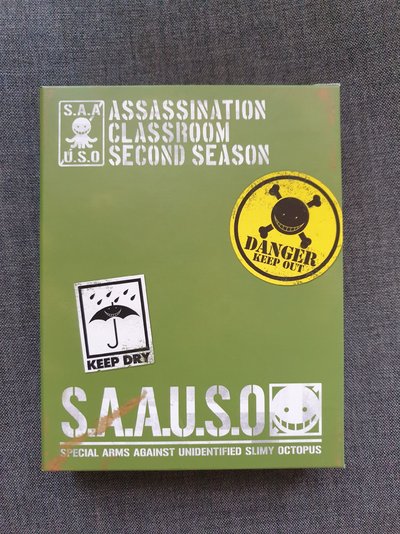 S.A.A
U.S.O
ASSASSINATION
CLASSROOM
SECOND SEASON
DANGER
KEEP OUT
KEEP DRY
S.A.A.U.S.O
SPECIAL ARMS AGAINST UNIDENTIFIED SLIMY OCTOPUS